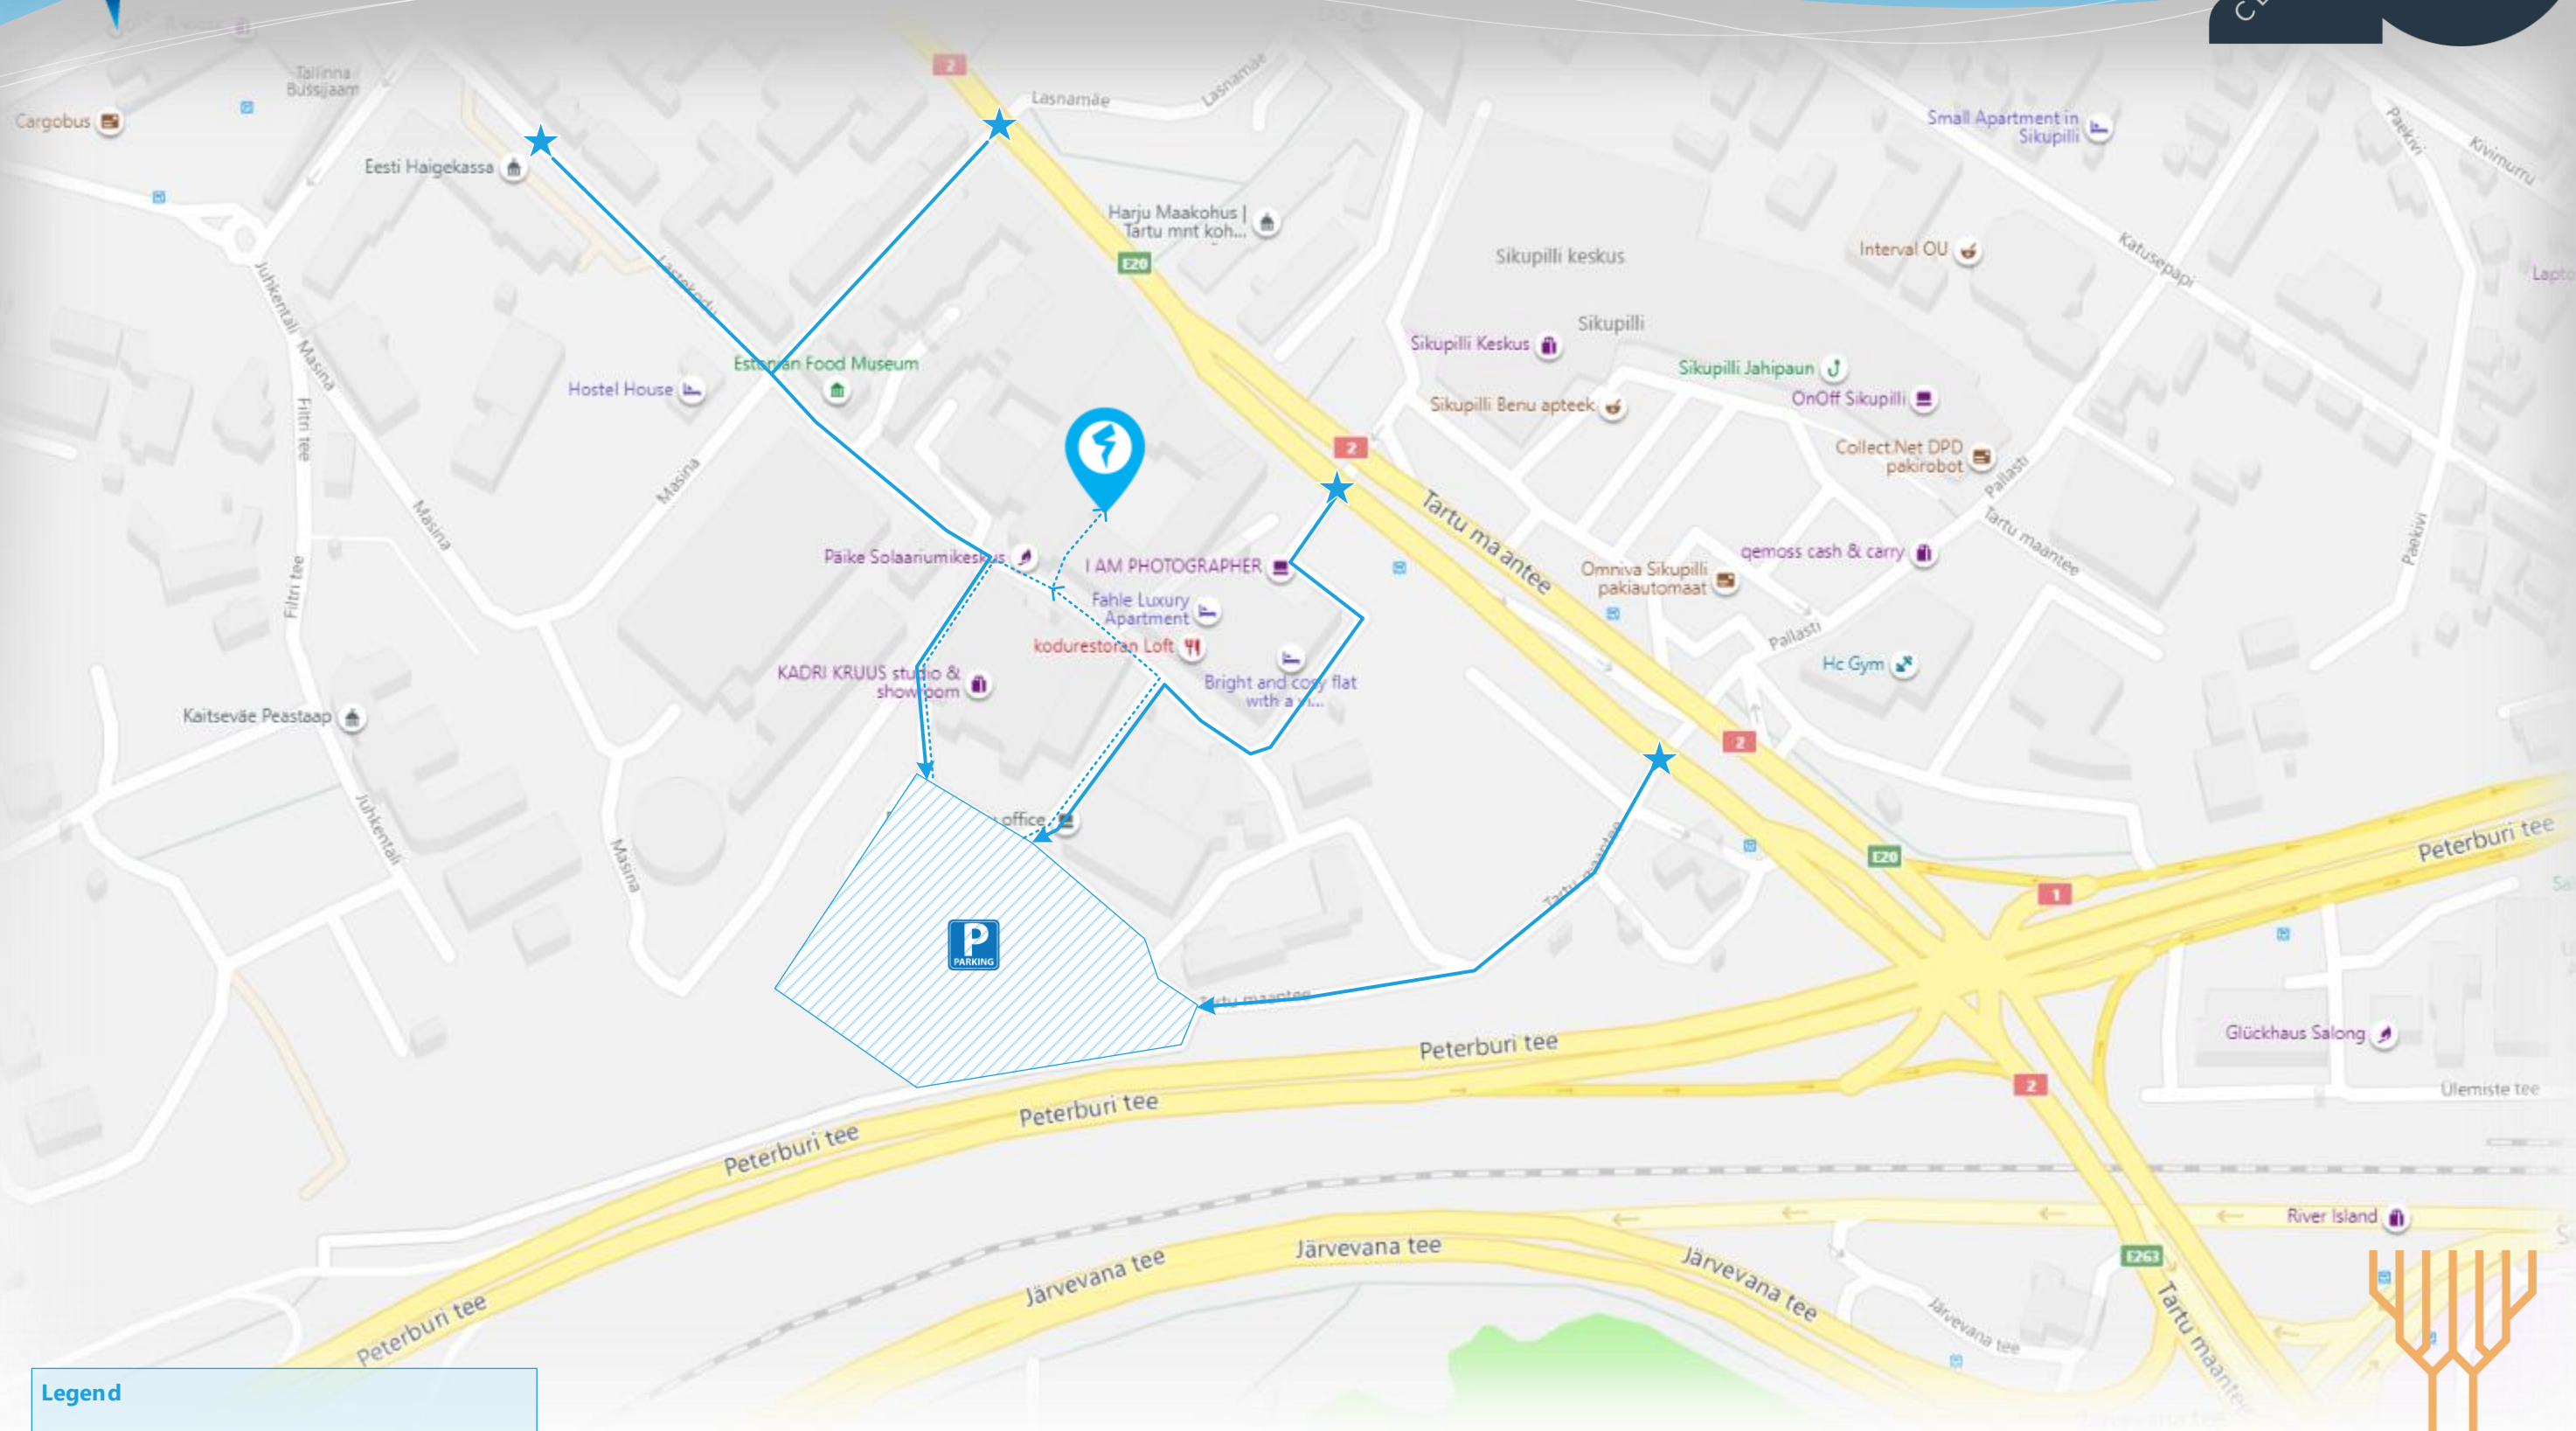 2
Tallinna
Bussijaam
Lasnamäe
Lasnamäe
Cargobus
Eesti Haigekassa
Small Apartment in
Sikupilli
Paekivi
Kivimurru
Harju Maakohus |
Tartu mnt koh...
E20
Sikupilli keskus
Interval OÜ
Katusepapi
Lastekodu
Juhkentali
Masina
Sikupilli
Sikupilli Keskus
Estonian Food Museum
Sikupilli Jahipaun
Hostel House
OnOff Sikupilli
Sikupilli Benu apteek
Filtri tee
2
Collect.Net DPD
pakirobot
Pallasti
Masina
Masina
Tartu maantee
Tartu maantee
Paekivi
Päike Solaariumikeskus
I AM PHOTOGRAPHER
qemoss cash & carry
Omniva Sikupilli
pakiautomaat
Filtri tee
Fahle Luxury
Apartment
kodurestoran Loft
Pallasti
Hc Gym
KADRI KRUUS studio &
showroom
Bright and cosy flat
with a vi...
Kaitseväe Peastaap
2
Juhkentali
office
Masina
Tartu maantee
E20
Peterburi tee
1
P
PARKING
Tartu maantee
Glückhaus Salong
Peterburi tee
2
Ülemiste tee
Peterburi tee
Peterburi tee
River Island
Järvevana tee
Järvevana tee
Järvevana tee
E263
Peterburi tee
Järvevana tee
Tartu maantee
Legend